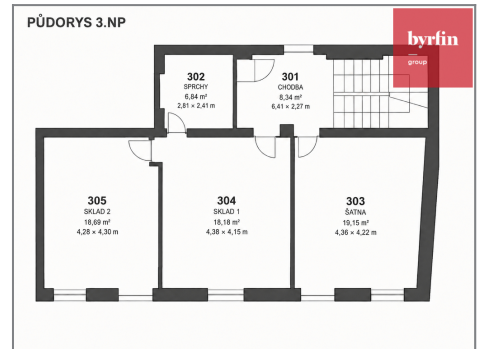 PŮDORYS 3.NP
byrfin
group
302
SPRCHY
6,84 m²
2,81 × 2,41 m
301
CHODBA
8,34 m²
6,41 × 2,27 m
305
SKLAD 2
18,69 m²
4,28 × 4,30 m
304
SKLAD 1
18,18 m²
4,38 × 4,15 m
303
ŠATNA
19,15 m²
4,36 × 4,22 m